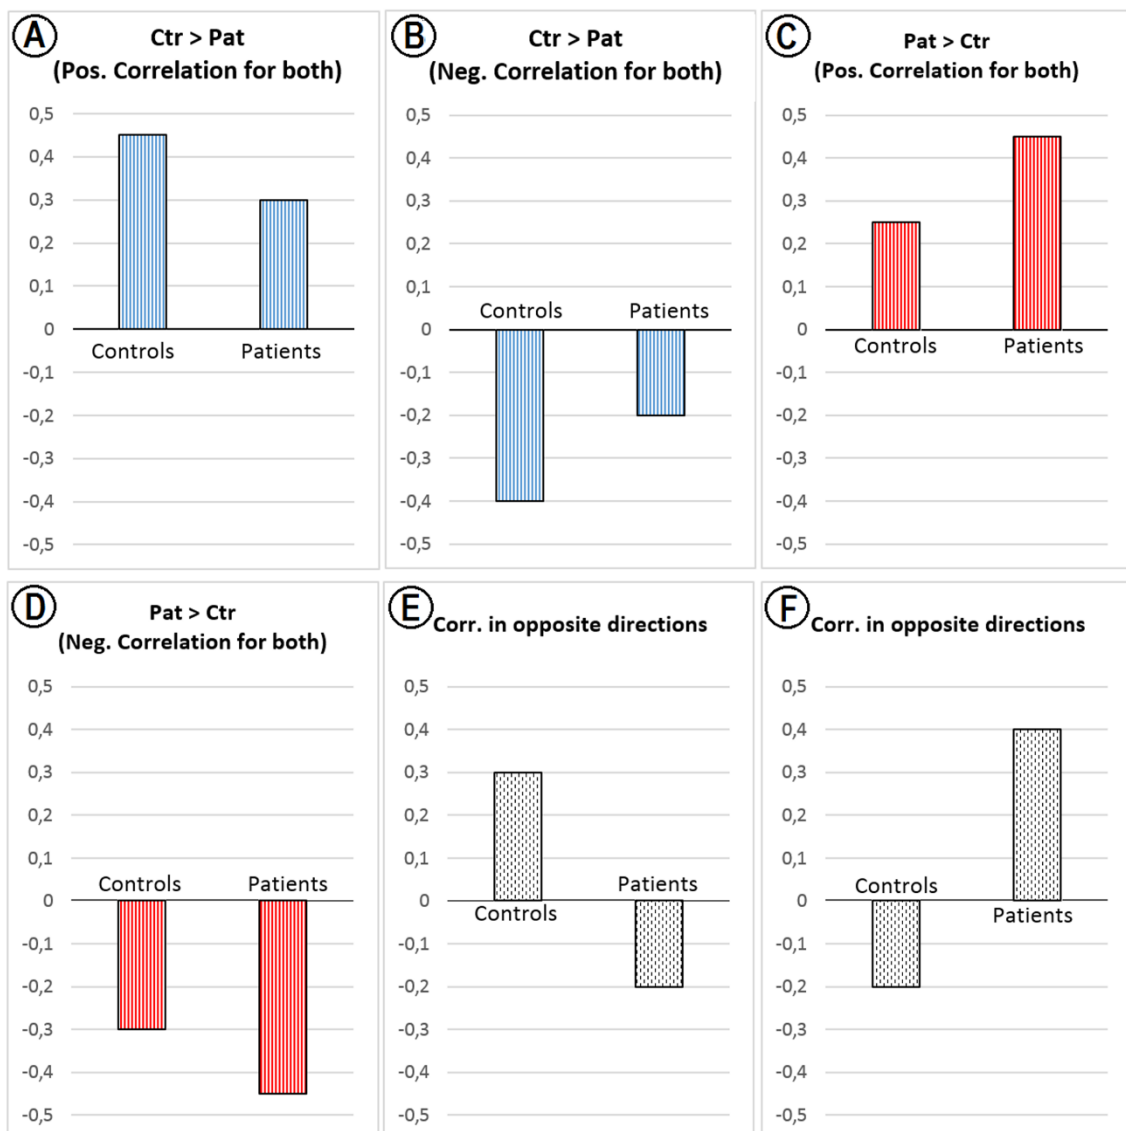 A
Ctr > Pat
(Pos. Correlation for both)
0,5
0,4
0,3
0,2
0,1
0
-0,1
-0,2
-0,3
-0,4
-0,5
Controls
Patients
B
Ctr > Pat
(Neg. Correlation for both)
0,5
0,4
0,3
0,2
0,1
0
-0,1
-0,2
-0,3
-0,4
-0,5
Controls
Patients
C
Pat > Ctr
(Pos. Correlation for both)
0,5
0,4
0,3
0,2
0,1
0
-0,1
-0,2
-0,3
-0,4
-0,5
Controls
Patients
D
Pat > Ctr
(Neg. Correlation for both)
0,5
0,4
0,3
0,2
0,1
0
-0,1
-0,2
-0,3
-0,4
-0,5
Controls
Patients
E
Corr. in opposite directions
0,5
0,4
0,3
0,2
0,1
0
-0,1
-0,2
-0,3
-0,4
-0,5
Controls
Patients
F
Corr. in opposite directions
0,5
0,4
0,3
0,2
0,1
0
-0,1
-0,2
-0,3
-0,4
-0,5
Controls
Patients